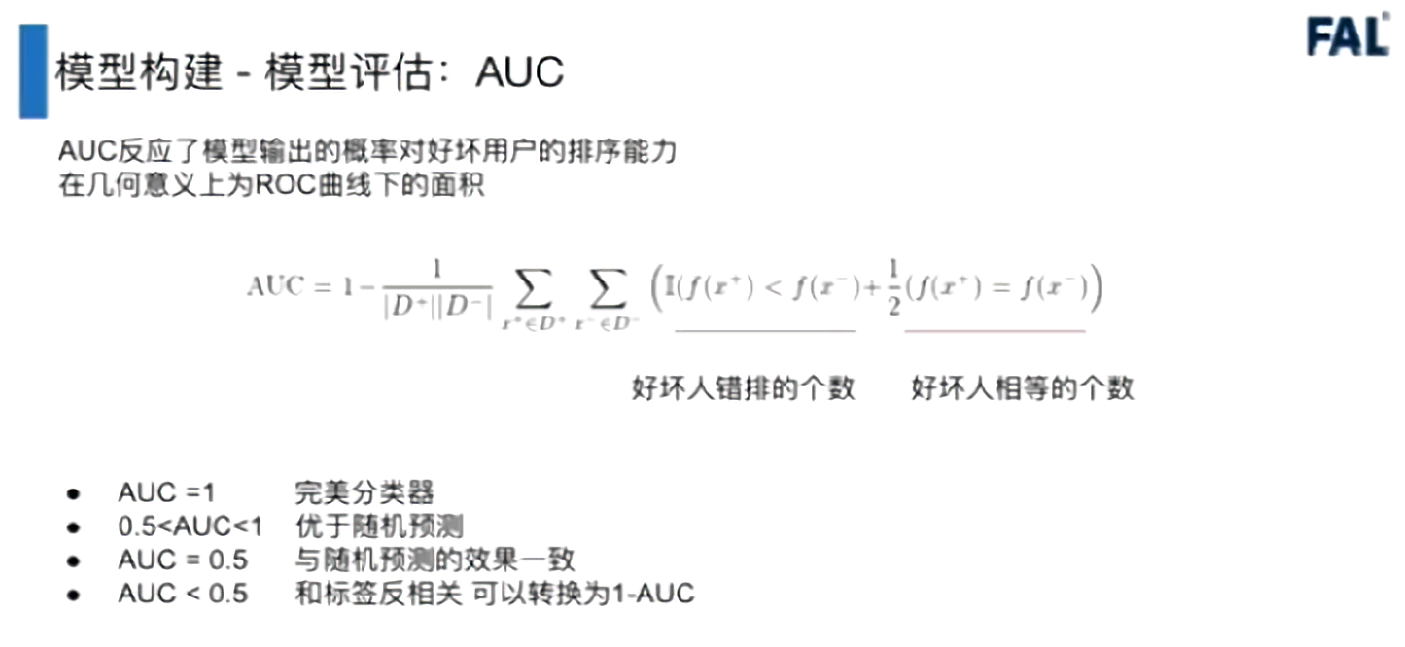 FAL
模型构建 - 模型评估：AUC
AUC反应了模型输出的概率对好坏用户的排序能力
在几何意义上为ROC曲线下的面积
AUC = 1 - \frac{1}{|D⁺||D⁻|} \sum_{x⁺∈D⁺} \sum_{x⁻∈D⁻} (𝕀(f(x⁺) < f(x⁻) + \frac{1}{2}(f(x⁺) = f(x⁻))
好坏人错排的个数 好坏人相等的个数
• AUC =1 完美分类器
• 0.5<AUC<1 优于随机预测
• AUC = 0.5 与随机预测的效果一致
• AUC < 0.5 和标签反相关 可以转换为1-AUC